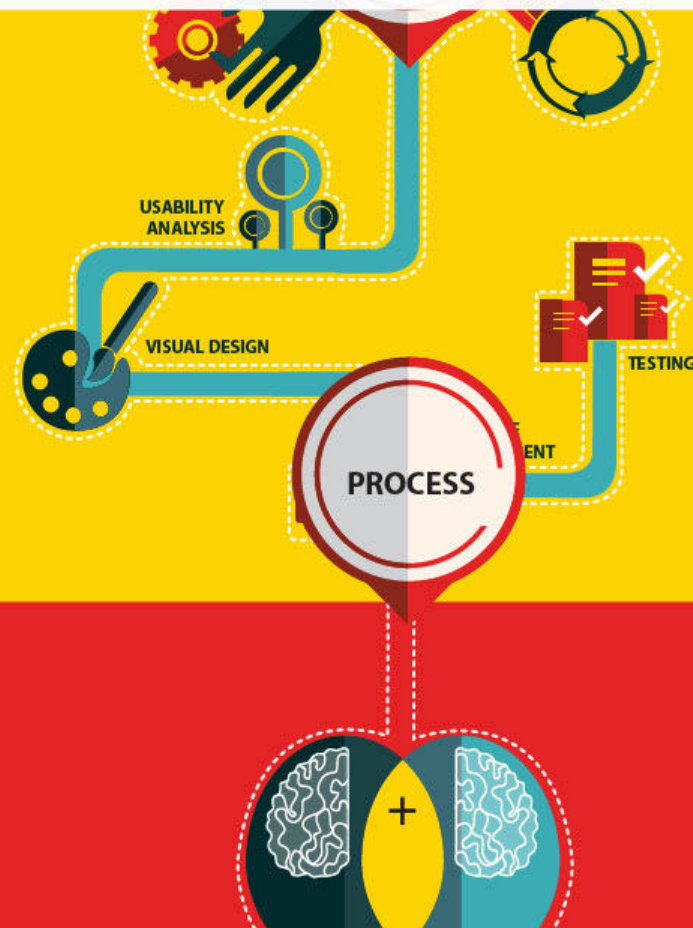 USABILITY
ANALYSIS
VISUAL DESIGN
TESTING
ENT
PROCESS
+